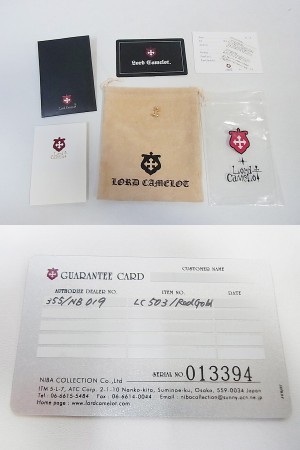 Lord Camelot.
LORD CAMELOT
Lord
Camelot
GUARANTEE CARD
CUSTOMER NAME
AUTHORIZE DEALER NO.
ITEM NO.
DATE
355/NB 019
LC 503/RedGold
SERIAL NO. 013394
NIBA COLLECTION Co.,Ltd
ITM 5-L-7, ATC Corp. 2-1-10 Nanko-kita, Suminoe-ku, Osaka, 559-0034 Japan
Tel : 06-6615-5484 Fax : 06-6614-0044 Email : nibacollection@sunny.ocn.ne.jp
Home page : www.lordcamelot.com